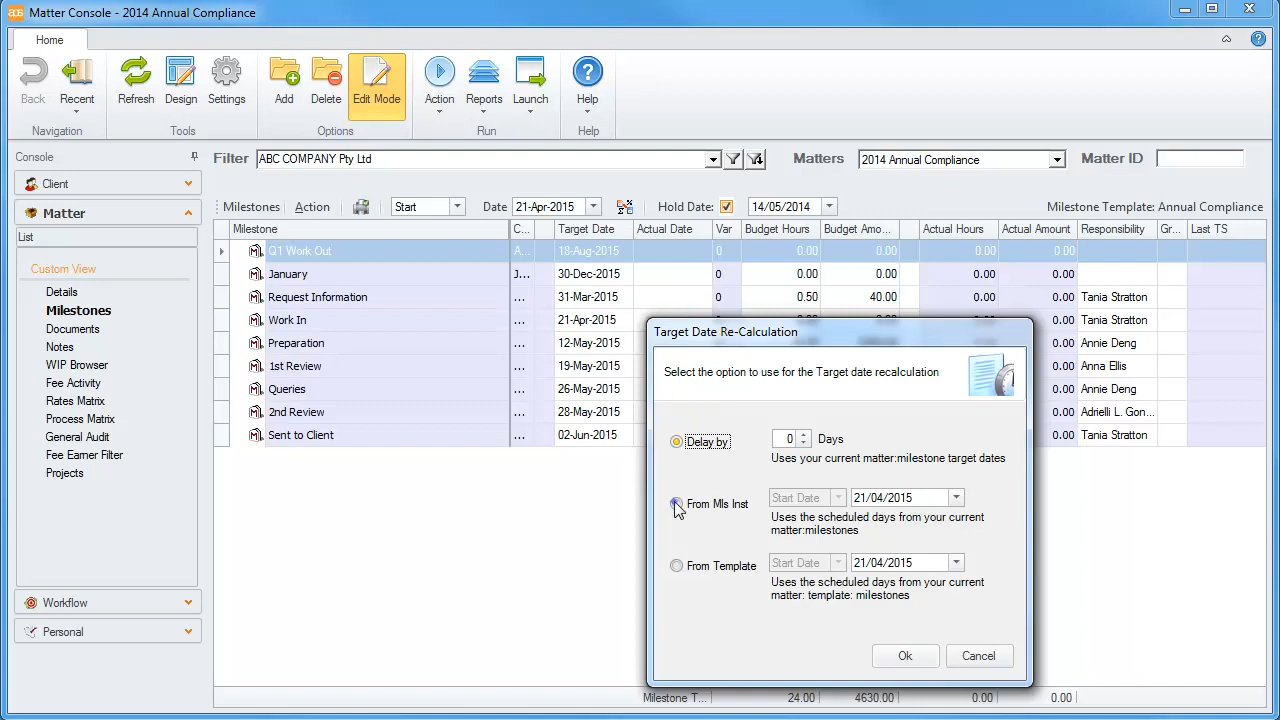 aps Matter Console - 2014 Annual Compliance
Home
Back Recent Refresh Design Settings Add Delete Edit Mode Action Reports Launch Help
Navigation Tools Options Run Help
Console Filter ABC COMPANY Pty Ltd Matters 2014 Annual Compliance Matter ID
Client
Matter
List
Custom View
Details
Milestones
Documents
Notes
WIP Browser
Fee Activity
Rates Matrix
Process Matrix
General Audit
Fee Earner Filter
Projects
Workflow
Personal
Milestones Action Start Date 21-Apr-2015 Hold Date: 14/05/2014 Milestone Template: Annual Compliance
Milestone C... Target Date Actual Date Var Budget Hours Budget Amo... Actual Hours Actual Amount Responsibility Gr... Last TS
Q1 Work Out A... 18-Aug-2015 0 0.00 0.00 0.00 0.00
January J... 30-Dec-2015 0 0.00 0.00 0.00 0.00
Request Information ... 31-Mar-2015 0 0.50 40.00 0.00 0.00 Tania Stratton
Work In ... 21-Apr-2015 Tania Stratton
Preparation ... 12-May-2015 0.00 Annie Deng
1st Review ... 19-May-2015 0.00 Anna Ellis
Queries ... 26-May-2015 0.00 Annie Deng
2nd Review ... 28-May-2015 0.00 Adrielli L. Gon...
Sent to Client ... 02-Jun-2015 0.00 Tania Stratton
Target Date Re-Calculation
Select the option to use for the Target date recalculation
Delay by 0 Days
Uses your current matter:milestone target dates
From Mls Inst Start Date 21/04/2015
Uses the scheduled days from your current
matter:milestones
From Template Start Date 21/04/2015
Uses the scheduled days from your current
matter: template: milestones
Ok Cancel
Milestone T... 24.00 4630.00 0.00 0.00